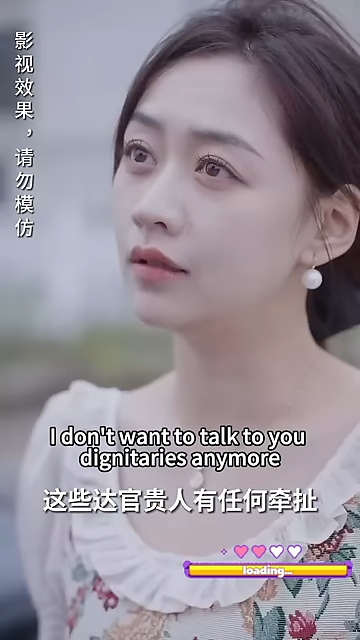 影视效果，请勿模仿
I don't want to talk to you
dignitaries anymore
这些达官贵人有任何牵扯
loading...